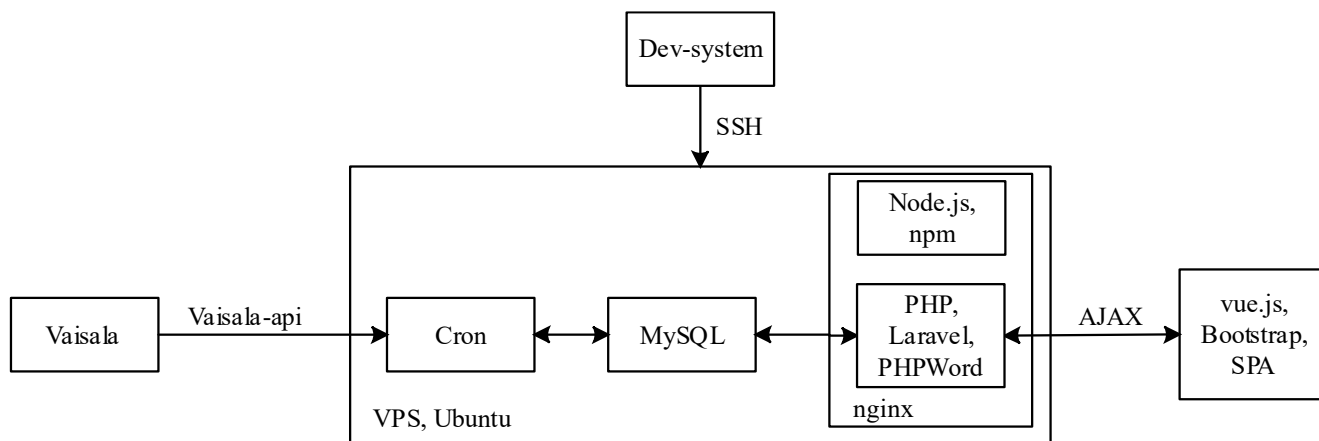 Dev-system
SSH
Node.js,
npm
Vaisala
Vaisala-api
Cron
MySQL
PHP,
Laravel,
PHPWord
AJAX
vue.js,
Bootstrap,
SPA
nginx
VPS, Ubuntu